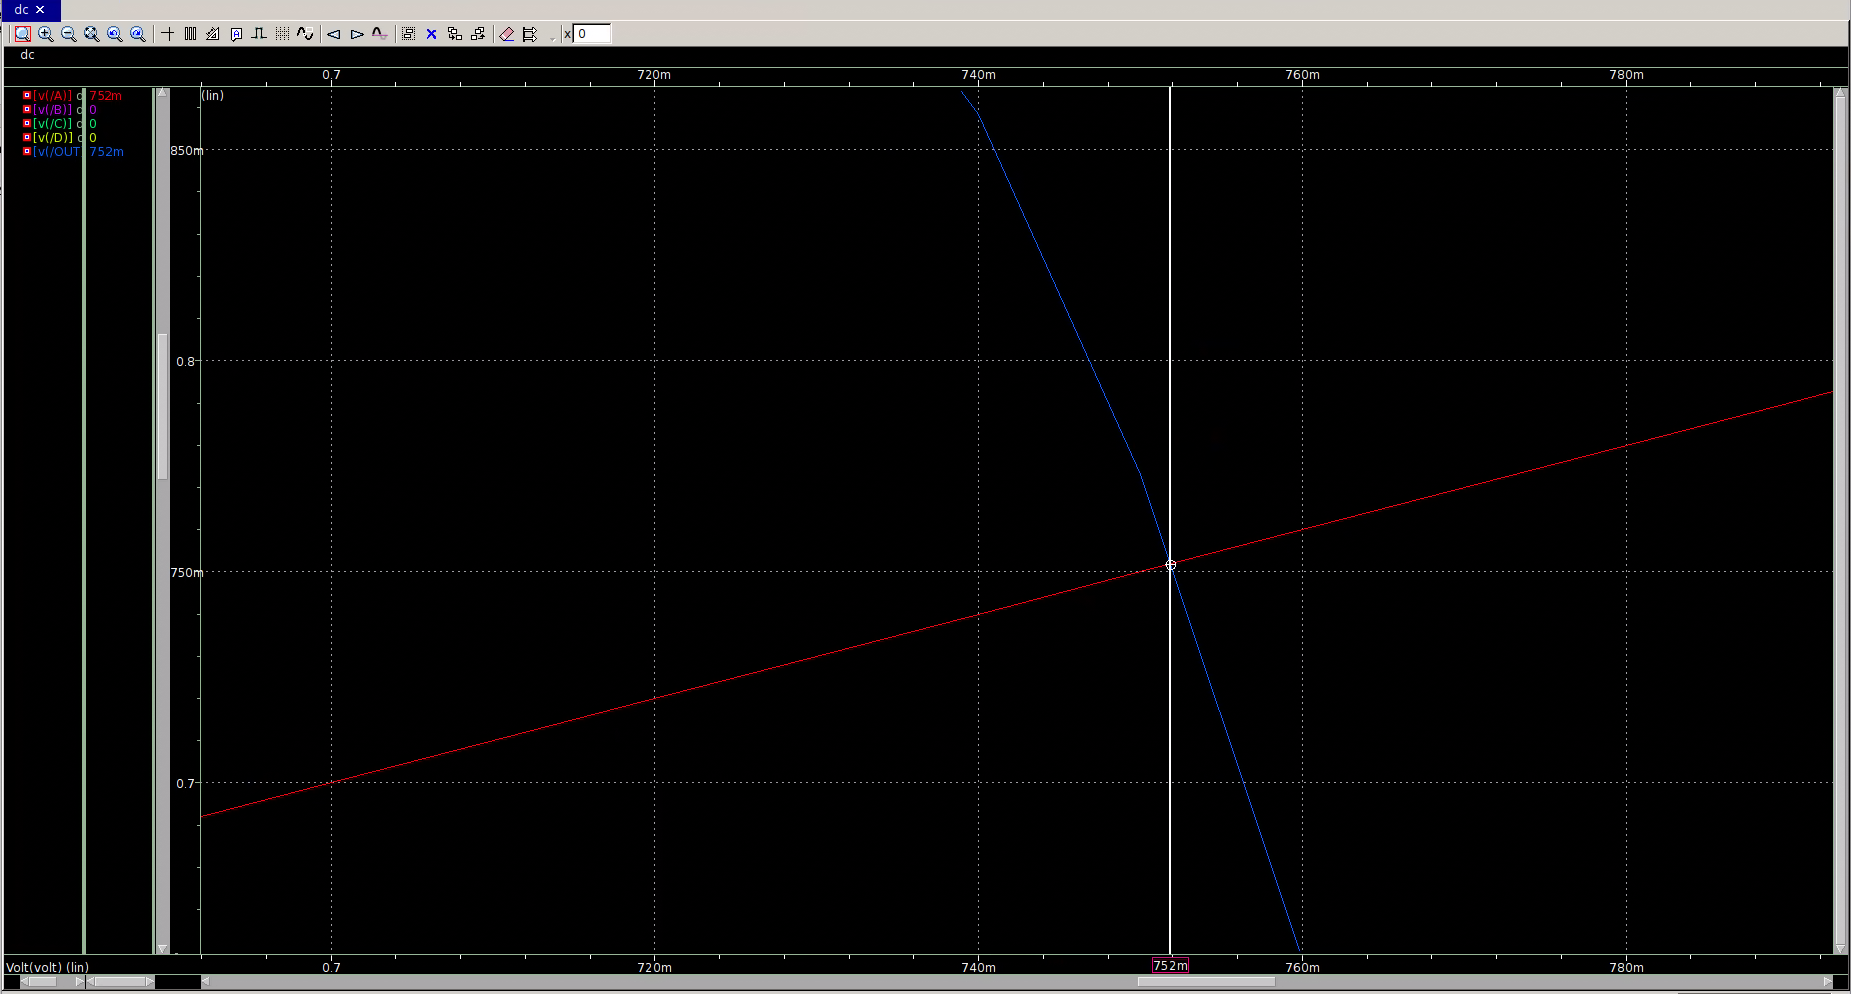 dc
x 0
dc
0.7 720m 740m 760m 780m
[v(/A)] 752m
[v(/B)] 0
[v(/C)] 0
[v(/D)] 0
[v(/OUT 752m
(lin)
850m
0.8
750m
0.7
Volt(volt) (lin) 0.7 720m 740m 752m 760m 780m